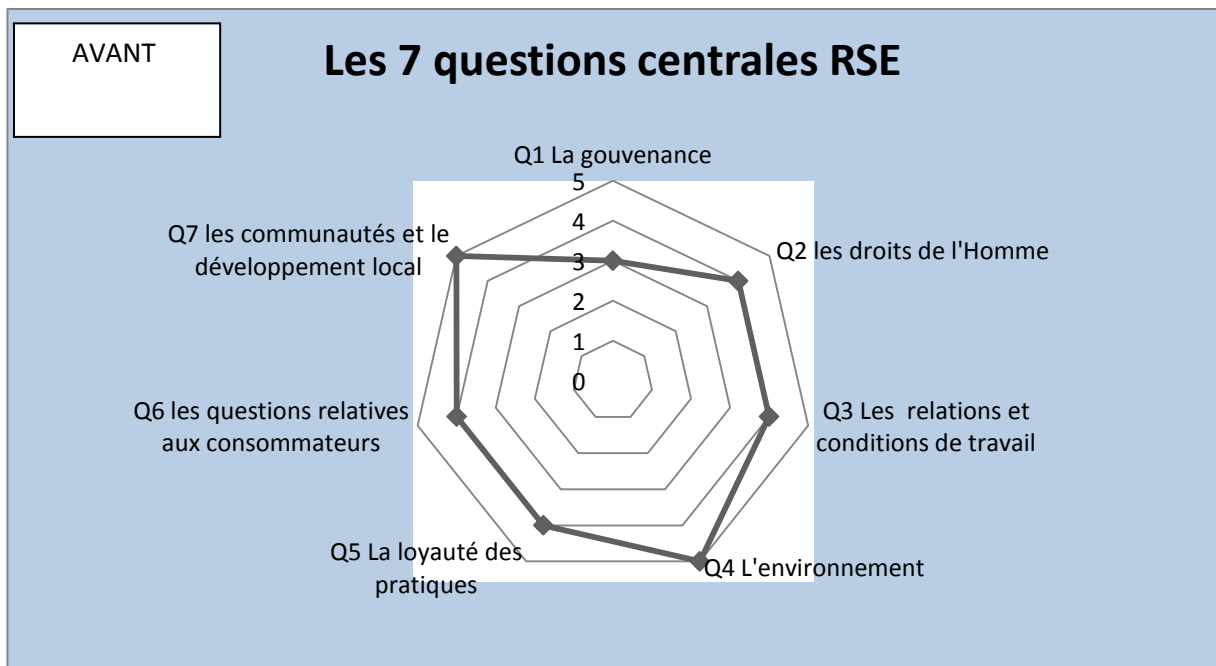 AVANT
Les 7 questions centrales RSE
Q1 La gouvenance
5
4
3
2
1
0
Q2 les droits de l'Homme
Q3 Les  relations et
conditions de travail
Q4 L'environnement
Q5 La loyauté des
pratiques
Q6 les questions relatives
aux consommateurs
Q7 les communautés et le
développement local